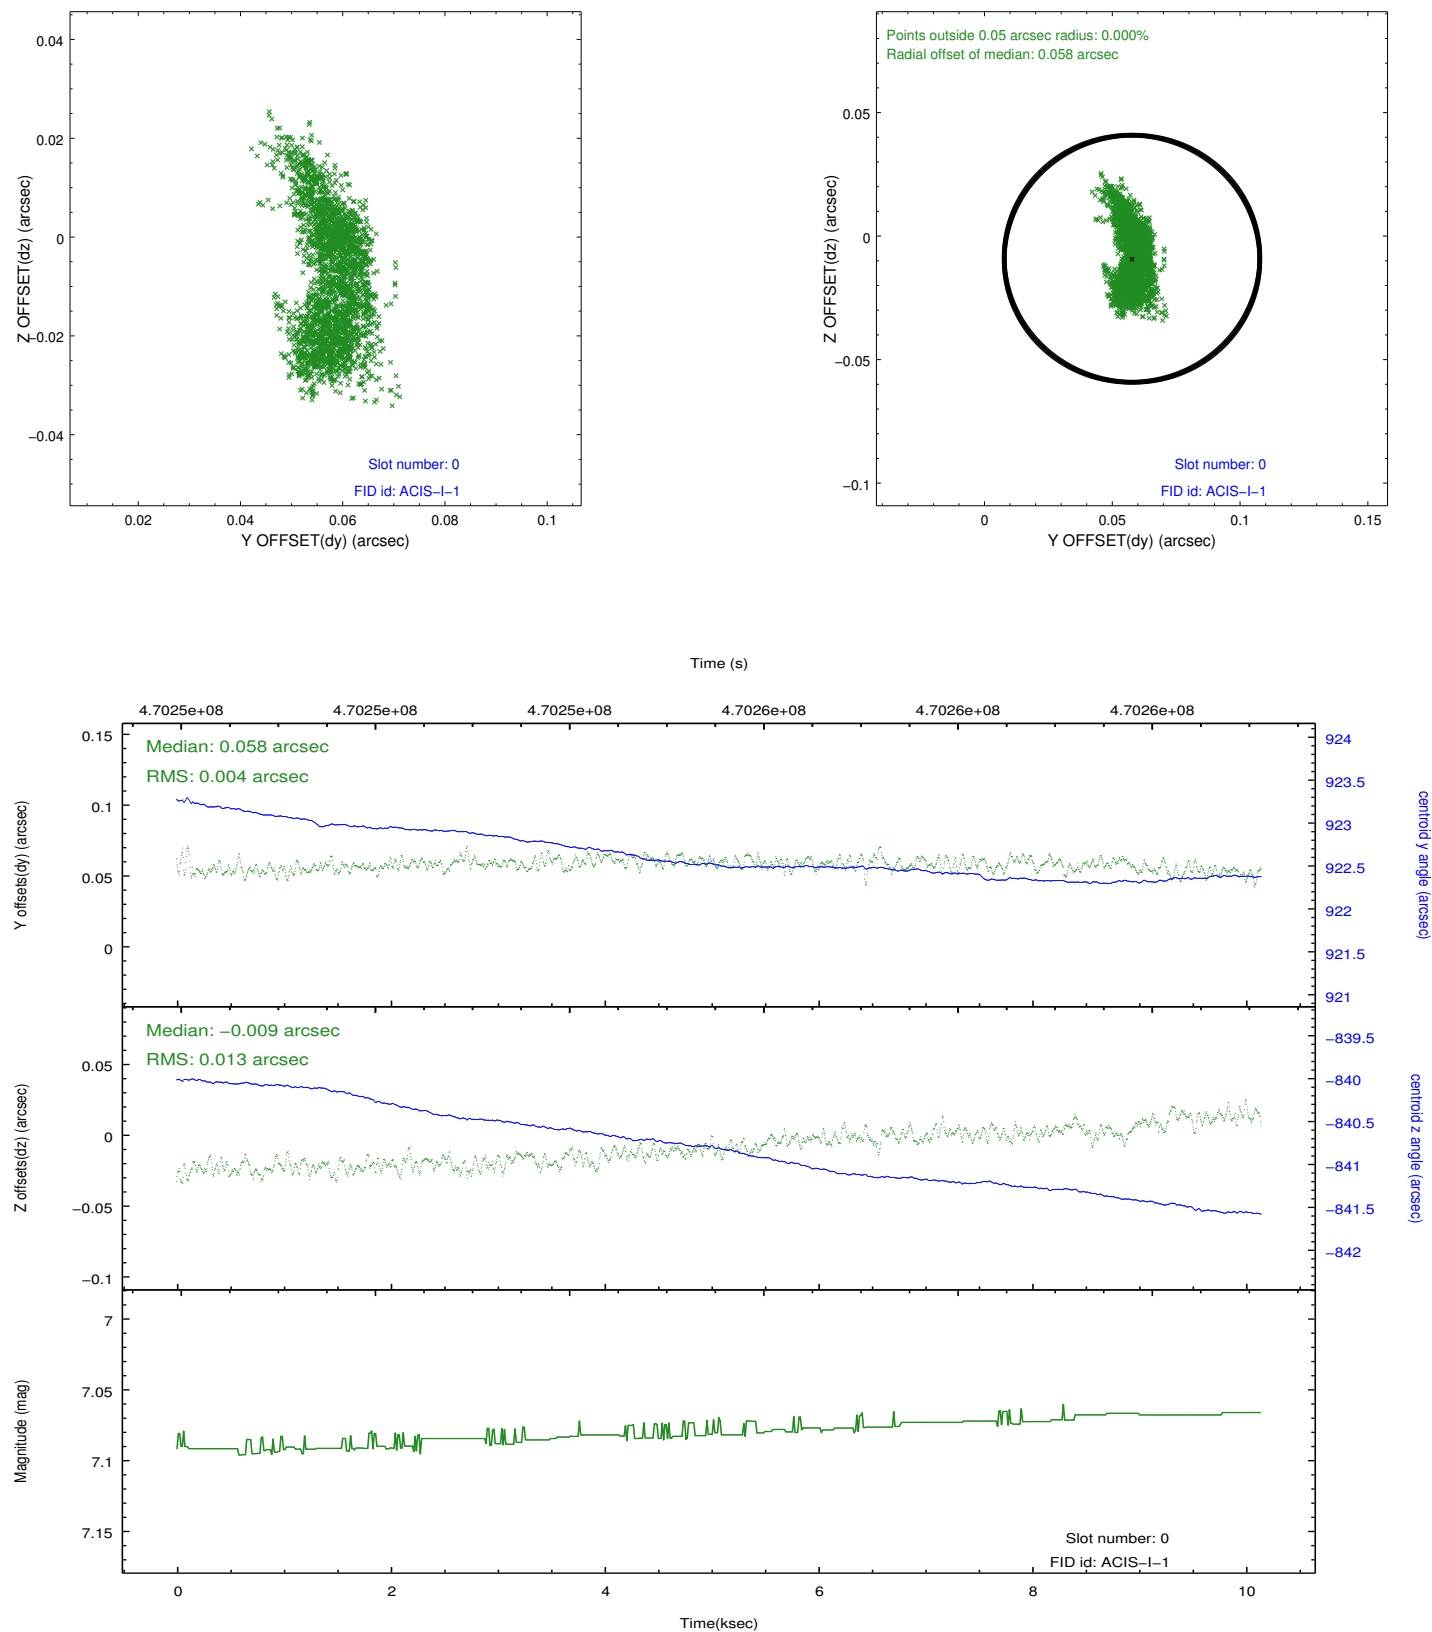 0.04
0.02
0
−0.02
−0.04
Z OFFSET(dz) (arcsec)
Slot number: 0
FID id: ACIS−I−1
0.02
0.04
0.06
0.08
0.1
Y OFFSET(dy) (arcsec)
Points outside 0.05 arcsec radius: 0.000%
Radial offset of median: 0.058 arcsec
0.05
0
−0.05
−0.1
Z OFFSET(dz) (arcsec)
Slot number: 0
FID id: ACIS−I−1
0
0.05
0.1
0.15
Y OFFSET(dy) (arcsec)
Time (s)
4.7025e+08
4.7025e+08
4.7025e+08
4.7026e+08
4.7026e+08
4.7026e+08
Median: 0.058 arcsec
RMS: 0.004 arcsec
0.15
0.1
0.05
0
Y offsets(dy) (arcsec)
924
923.5
923
922.5
922
921.5
921
centroid y angle (arcsec)
Median: −0.009 arcsec
RMS: 0.013 arcsec
0.05
0
−0.05
−0.1
Z offsets(dz) (arcsec)
−839.5
−840
−840.5
−841
−841.5
−842
centroid z angle (arcsec)
7
7.05
7.1
7.15
Magnitude (mag)
Slot number: 0
FID id: ACIS−I−1
0
2
4
6
8
10
Time(ksec)